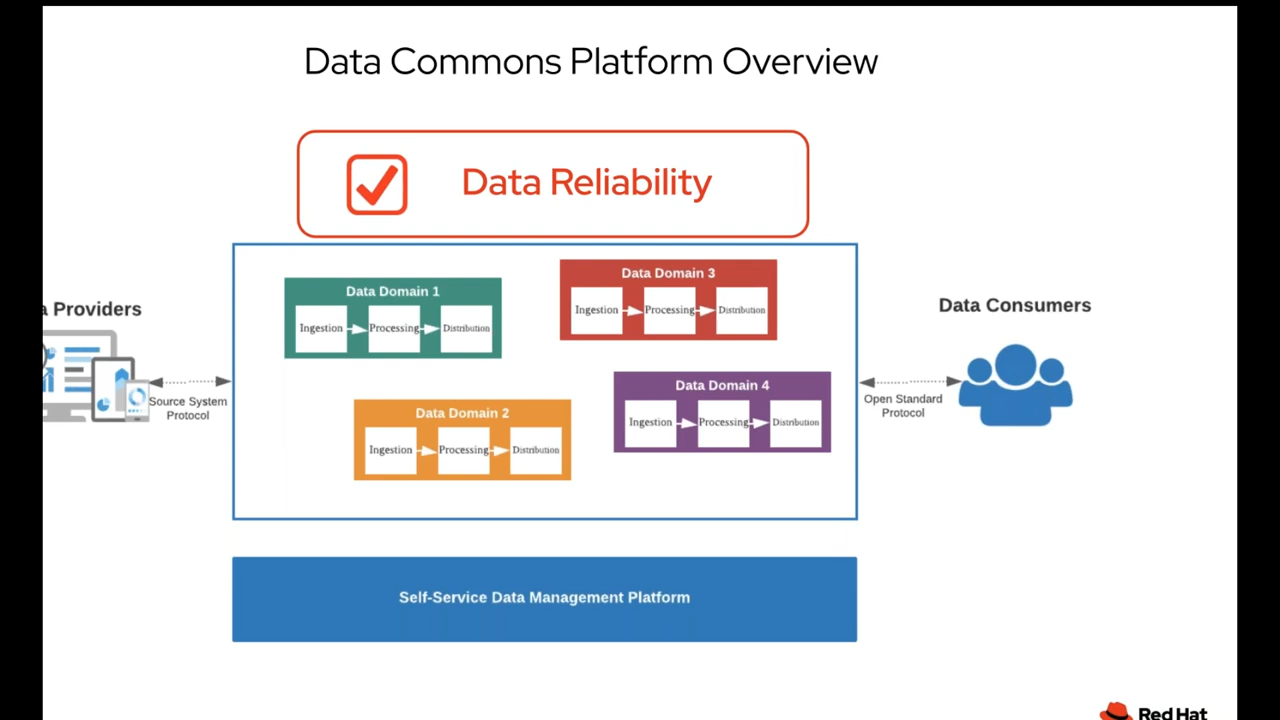 Data Commons Platform Overview
Data Reliability
a Providers
Source System
Protocol
Data Domain 1
Ingestion Processing Distribution
Data Domain 3
Ingestion Processing Distribution
Data Domain 2
Ingestion Processing Distribution
Data Domain 4
Ingestion Processing Distribution
Data Consumers
Open Standard
Protocol
Self-Service Data Management Platform
Red Hat